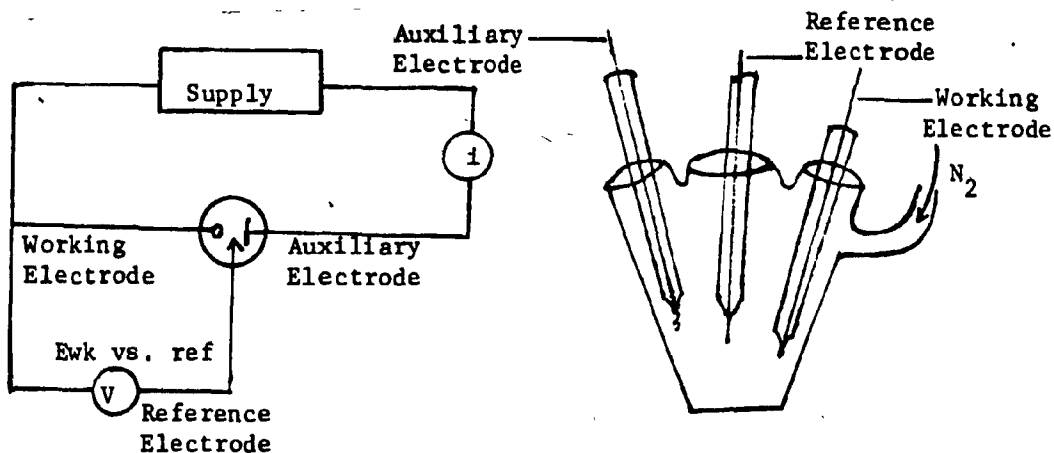 Supply
i
Working
Electrode
Auxiliary
Electrode
Ewk vs. ref
V
Reference
Electrode
Auxiliary
Electrode
Reference
Electrode
Working
Electrode
N₂